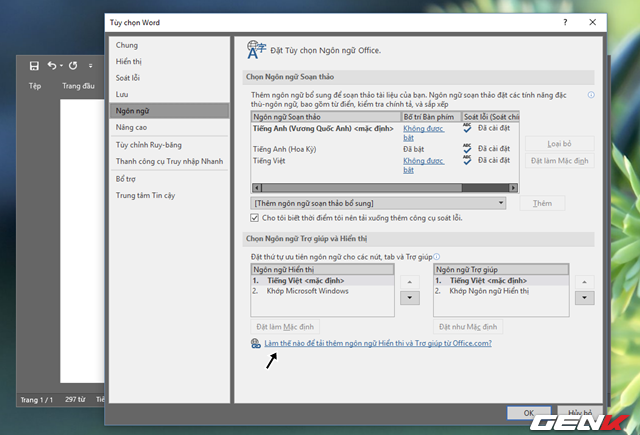 Tùy chọn Word
?
Chung
Hiển thị
Soát lỗi
Lưu
Ngôn ngữ
Nâng cao
Tùy chỉnh Ruy-băng
Thanh công cụ Truy nhập Nhanh
Bổ trợ
Trung tâm Tin cậy
Tệp
Trang đầu
Đặt Tùy chọn Ngôn ngữ Office.
Chọn Ngôn ngữ Soạn thảo
Thêm ngôn ngữ bổ sung để soạn thảo tài liệu của bạn. Ngôn ngữ soạn thảo đặt các tính năng đặc
thù-ngôn ngữ, bao gồm từ điển, kiểm tra chính tả, và sắp xếp
Ngôn ngữ Soạn thảo
Bố trí Bàn phím
Soát lỗi (Soát chín
Tiếng Anh (Vương Quốc Anh) <mặc định>
Không được
bật
Đã cài đặt
Tiếng Anh (Hoa Kỳ)
Đã bật
Đã cài đặt
Tiếng Việt
Không được
bật
Đã cài đặt
Loại bỏ
Đặt làm Mặc định
[Thêm ngôn ngữ soạn thảo bổ sung]
Thêm
Cho tôi biết thời điểm tôi nên tải xuống thêm công cụ soát lỗi.
Chọn Ngôn ngữ Trợ giúp và Hiển thị
Đặt thứ tự ưu tiên ngôn ngữ cho các nút, tab và Trợ giúp
Ngôn ngữ Hiển thị
1. Tiếng Việt <mặc định>
2. Khớp Microsoft Windows
Đặt làm Mặc định
Ngôn ngữ Trợ giúp
1. Tiếng Việt <mặc định>
2. Khớp Ngôn ngữ Hiển thị
Đặt như Mặc định
Làm thế nào để tải thêm ngôn ngữ Hiển thị và Trợ giúp từ Office.com?
Trang 1 / 1
297 từ
OK
Hủy bỏ
GENK